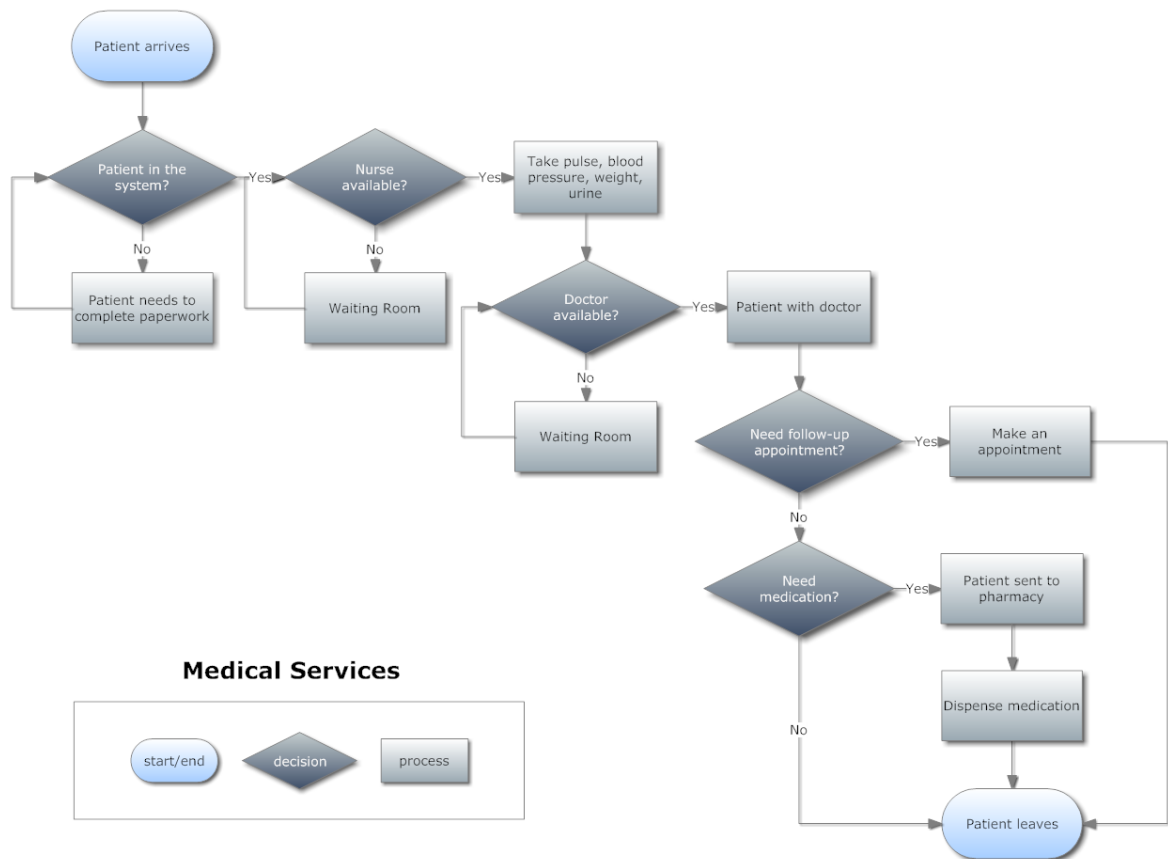 Patient arrives
Patient in the
system?
Yes
Nurse
available?
Yes
Take pulse, blood
pressure, weight,
urine
No
Patient needs to
complete paperwork
No
Waiting Room
Doctor
available?
Yes
Patient with doctor
No
Waiting Room
Need follow-up
appointment?
Yes
Make an
appointment
No
Need
medication?
Yes
Patient sent to
pharmacy
Dispense medication
No
Patient leaves
Medical Services
start/end
decision
process